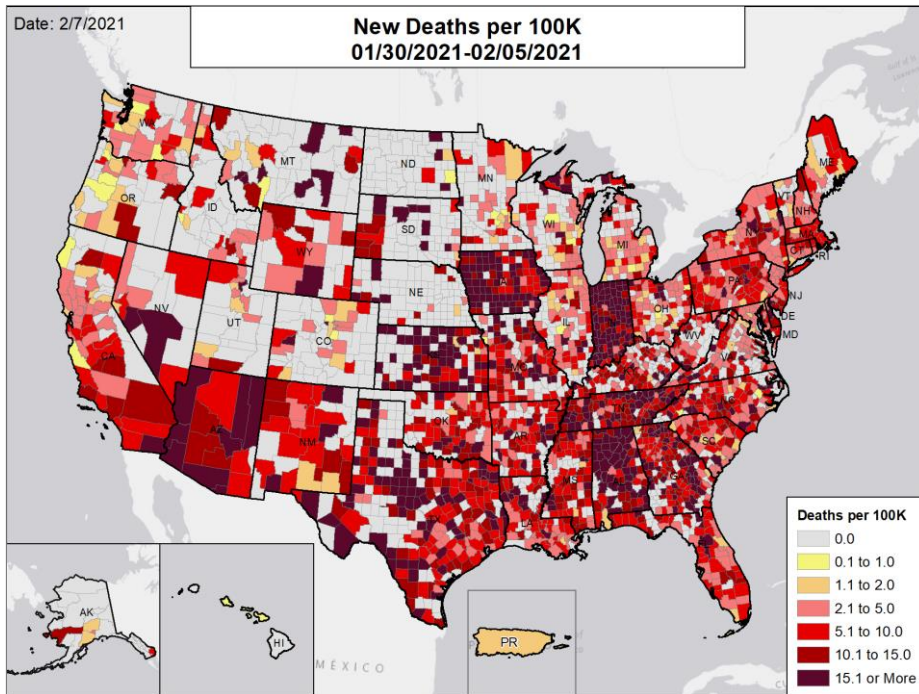 Date: 2/7/2021
New Deaths per 100K
01/30/2021-02/05/2021
WA
MT
ND
MN
ME
OR
ID
SD
WI
MI
VT
NH
NY
MA
CT
RI
WY
IA
PA
NJ
NV
UT
NE
IL
OH
DE
MD
CO
WV
VA
CA
MO
KY
AZ
NM
OK
AR
TN
NC
SC
MS
AL
LA
AK
HI
PR
MÉXICO
Deaths per 100K
0.0
0.1 to 1.0
1.1 to 2.0
2.1 to 5.0
5.1 to 10.0
10.1 to 15.0
15.1 or More